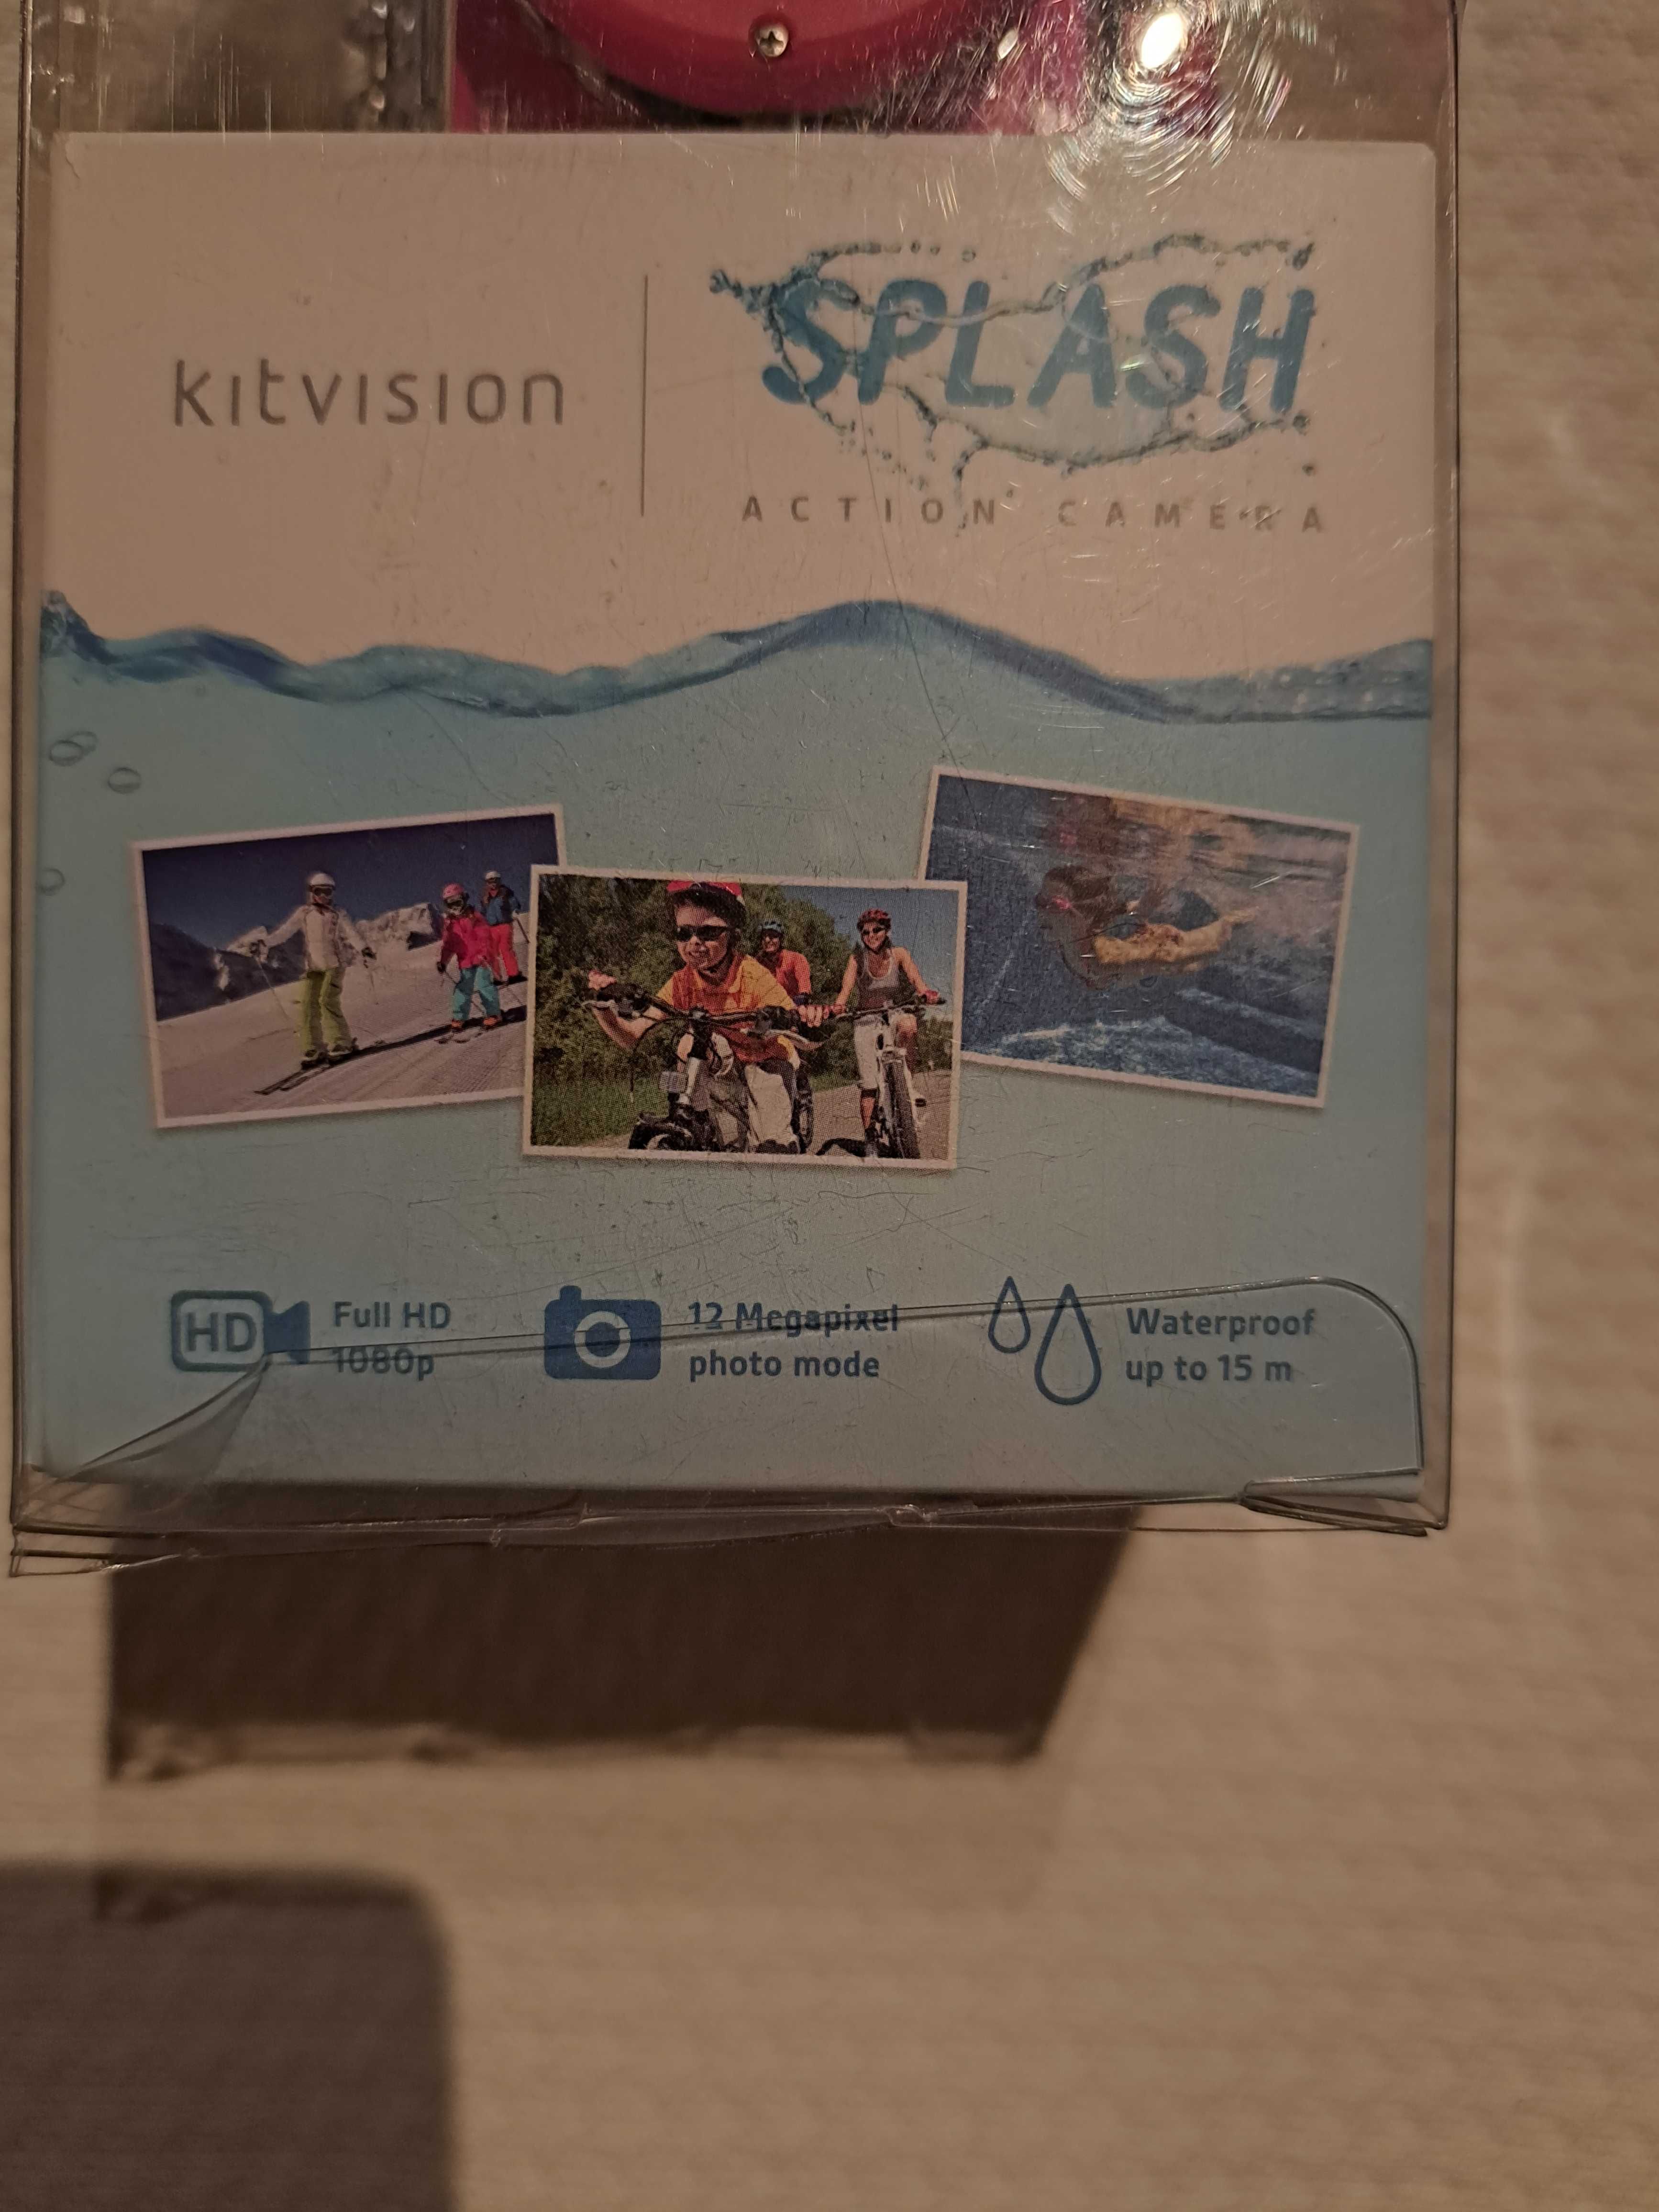 kitvision
SPLASH
ACTION CAMERA
HD
Full HD
1080p
12 Megapixel
photo mode
Waterproof
up to 15 m